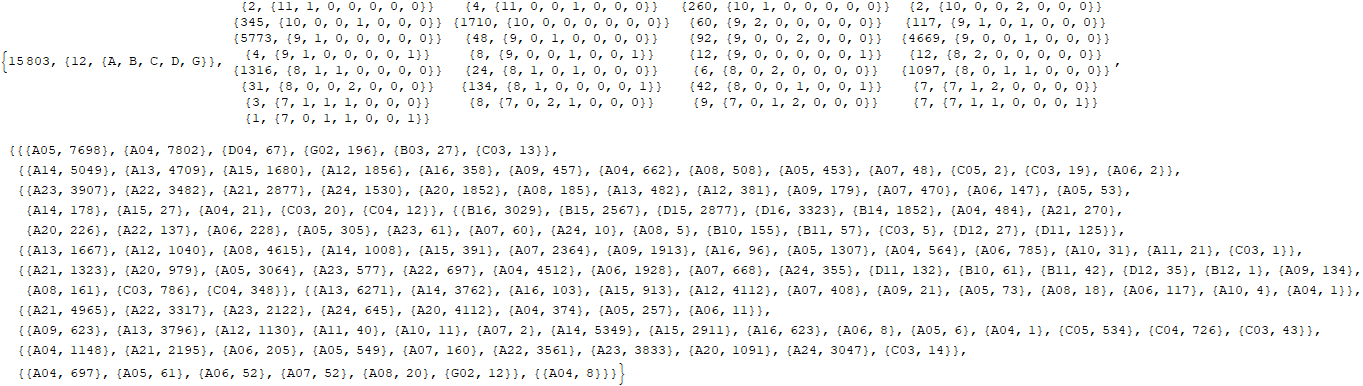 {2, {11, 1, 0, 0, 0, 0, 0}} {4, {11, 0, 0, 1, 0, 0, 0}} {260, {10, 1, 0, 0, 0, 0, 0}} {2, {10, 0, 0, 2, 0, 0, 0}}
{345, {10, 0, 0, 1, 0, 0, 0}} {1710, {10, 0, 0, 0, 0, 0, 0}} {60, {9, 2, 0, 0, 0, 0, 0}} {117, {9, 1, 0, 1, 0, 0, 0}}
{5773, {9, 1, 0, 0, 0, 0, 0}} {48, {9, 0, 1, 0, 0, 0, 0}} {92, {9, 0, 0, 2, 0, 0, 0}} {4669, {9, 0, 0, 1, 0, 0, 0}}
{15803, {12, {A, B, C, D, G}}, {4, {9, 1, 0, 0, 0, 0, 1}} {8, {9, 0, 0, 1, 0, 0, 1}} {12, {9, 0, 0, 0, 0, 0, 1}} {12, {8, 2, 0, 0, 0, 0, 0}} ,
{1316, {8, 1, 1, 0, 0, 0, 0}} {24, {8, 1, 0, 1, 0, 0, 0}} {6, {8, 0, 2, 0, 0, 0, 0}} {1097, {8, 0, 1, 1, 0, 0, 0}}
{31, {8, 0, 0, 2, 0, 0, 0}} {134, {8, 1, 0, 0, 0, 0, 1}} {42, {8, 0, 0, 1, 0, 0, 1}} {7, {7, 1, 2, 0, 0, 0, 0}}
{3, {7, 1, 1, 1, 0, 0, 0}} {8, {7, 0, 2, 1, 0, 0, 0}} {9, {7, 0, 1, 2, 0, 0, 0}} {7, {7, 1, 1, 0, 0, 0, 1}}
{1, {7, 0, 1, 1, 0, 0, 1}}
{{{A05, 7698}, {A04, 7802}, {D04, 67}, {G02, 196}, {B03, 27}, {C03, 13}},
{{A14, 5049}, {A13, 4709}, {A15, 1680}, {A12, 1856}, {A16, 358}, {A09, 457}, {A04, 662}, {A08, 508}, {A05, 453}, {A07, 48}, {C05, 2}, {C03, 19}, {A06, 2}},
{{A23, 3907}, {A22, 3482}, {A21, 2877}, {A24, 1530}, {A20, 1852}, {A08, 185}, {A13, 482}, {A12, 381}, {A09, 179}, {A07, 470}, {A06, 147}, {A05, 53},
{A14, 178}, {A15, 27}, {A04, 21}, {C03, 20}, {C04, 12}}, {{B16, 3029}, {B15, 2567}, {D15, 2877}, {D16, 3323}, {B14, 1852}, {A04, 484}, {A21, 270},
{A20, 226}, {A22, 137}, {A06, 228}, {A05, 305}, {A23, 61}, {A07, 60}, {A24, 10}, {A08, 5}, {B10, 155}, {B11, 57}, {C03, 5}, {D12, 27}, {D11, 125}},
{{A13, 1667}, {A12, 1040}, {A08, 4615}, {A14, 1008}, {A15, 391}, {A07, 2364}, {A09, 1913}, {A16, 96}, {A05, 1307}, {A04, 564}, {A06, 785}, {A10, 31}, {A11, 21}, {C03, 1}},
{{A21, 1323}, {A20, 979}, {A05, 3064}, {A23, 577}, {A22, 697}, {A04, 4512}, {A06, 1928}, {A07, 668}, {A24, 355}, {D11, 132}, {B10, 61}, {B11, 42}, {D12, 35}, {B12, 1}, {A09, 134},
{A08, 161}, {C03, 786}, {C04, 348}}, {{A13, 6271}, {A14, 3762}, {A16, 103}, {A15, 913}, {A12, 4112}, {A07, 408}, {A09, 21}, {A05, 73}, {A08, 18}, {A06, 117}, {A10, 4}, {A04, 1}},
{{A21, 4965}, {A22, 3317}, {A23, 2122}, {A24, 645}, {A20, 4112}, {A04, 374}, {A05, 257}, {A06, 11}},
{{A09, 623}, {A13, 3796}, {A12, 1130}, {A11, 40}, {A10, 11}, {A07, 2}, {A14, 5349}, {A15, 2911}, {A16, 623}, {A06, 8}, {A05, 6}, {A04, 1}, {C05, 534}, {C04, 726}, {C03, 43}},
{{A04, 1148}, {A21, 2195}, {A06, 205}, {A05, 549}, {A07, 160}, {A22, 3561}, {A23, 3833}, {A20, 1091}, {A24, 3047}, {C03, 14}},
{{A04, 697}, {A05, 61}, {A06, 52}, {A07, 52}, {A08, 20}, {G02, 12}}, {{A04, 8}}}}